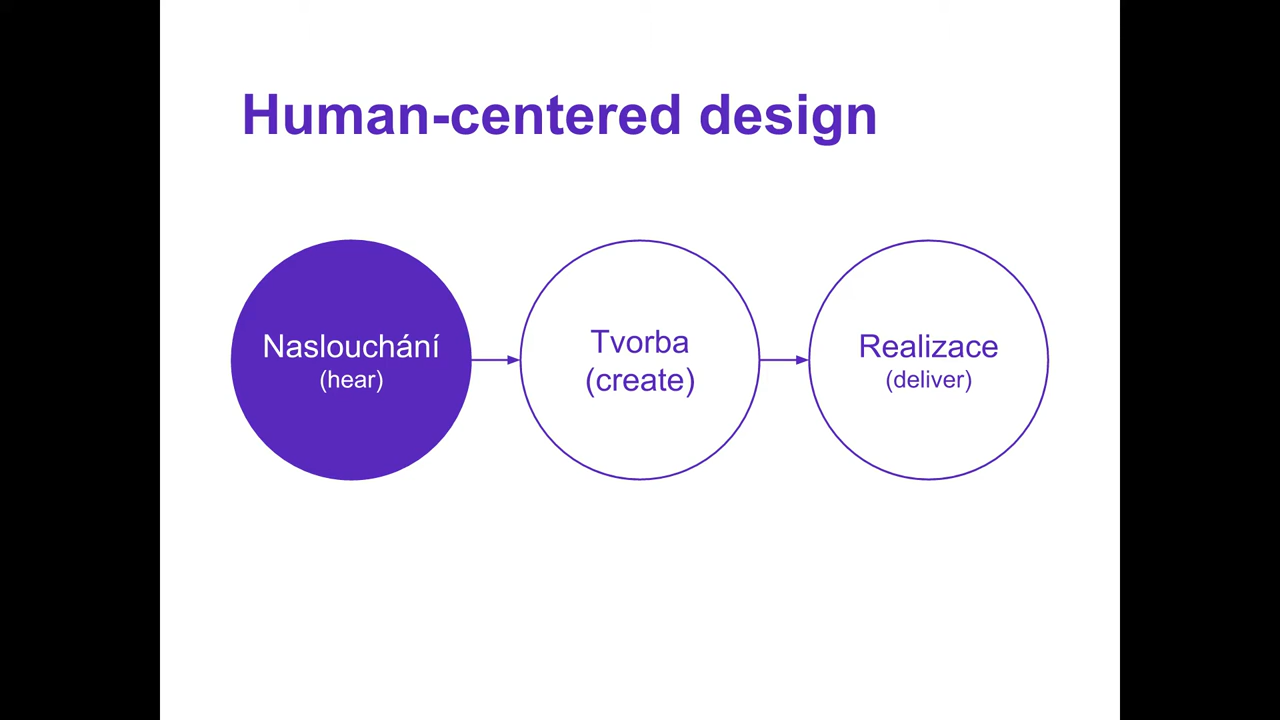 Human-centered design
Naslouchání
(hear)
Tvorba
(create)
Realizace
(deliver)